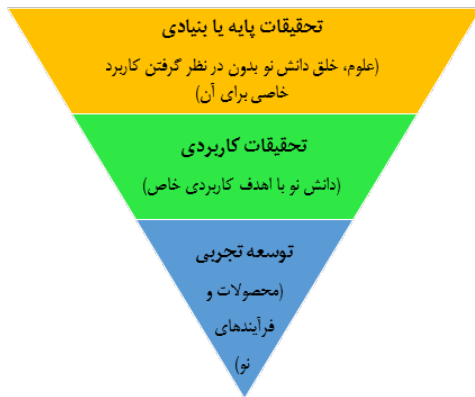 تحقیقات پایه یا بنیادی
(علوم، خلق دانش نو بدون در نظر گرفتن کاربرد
خاصی برای آن)
تحقیقات کاربردی
(دانش نو با اهدف کاربردی خاص)
توسعه تجربی
(محصولات و
فرآیندهای
نو)